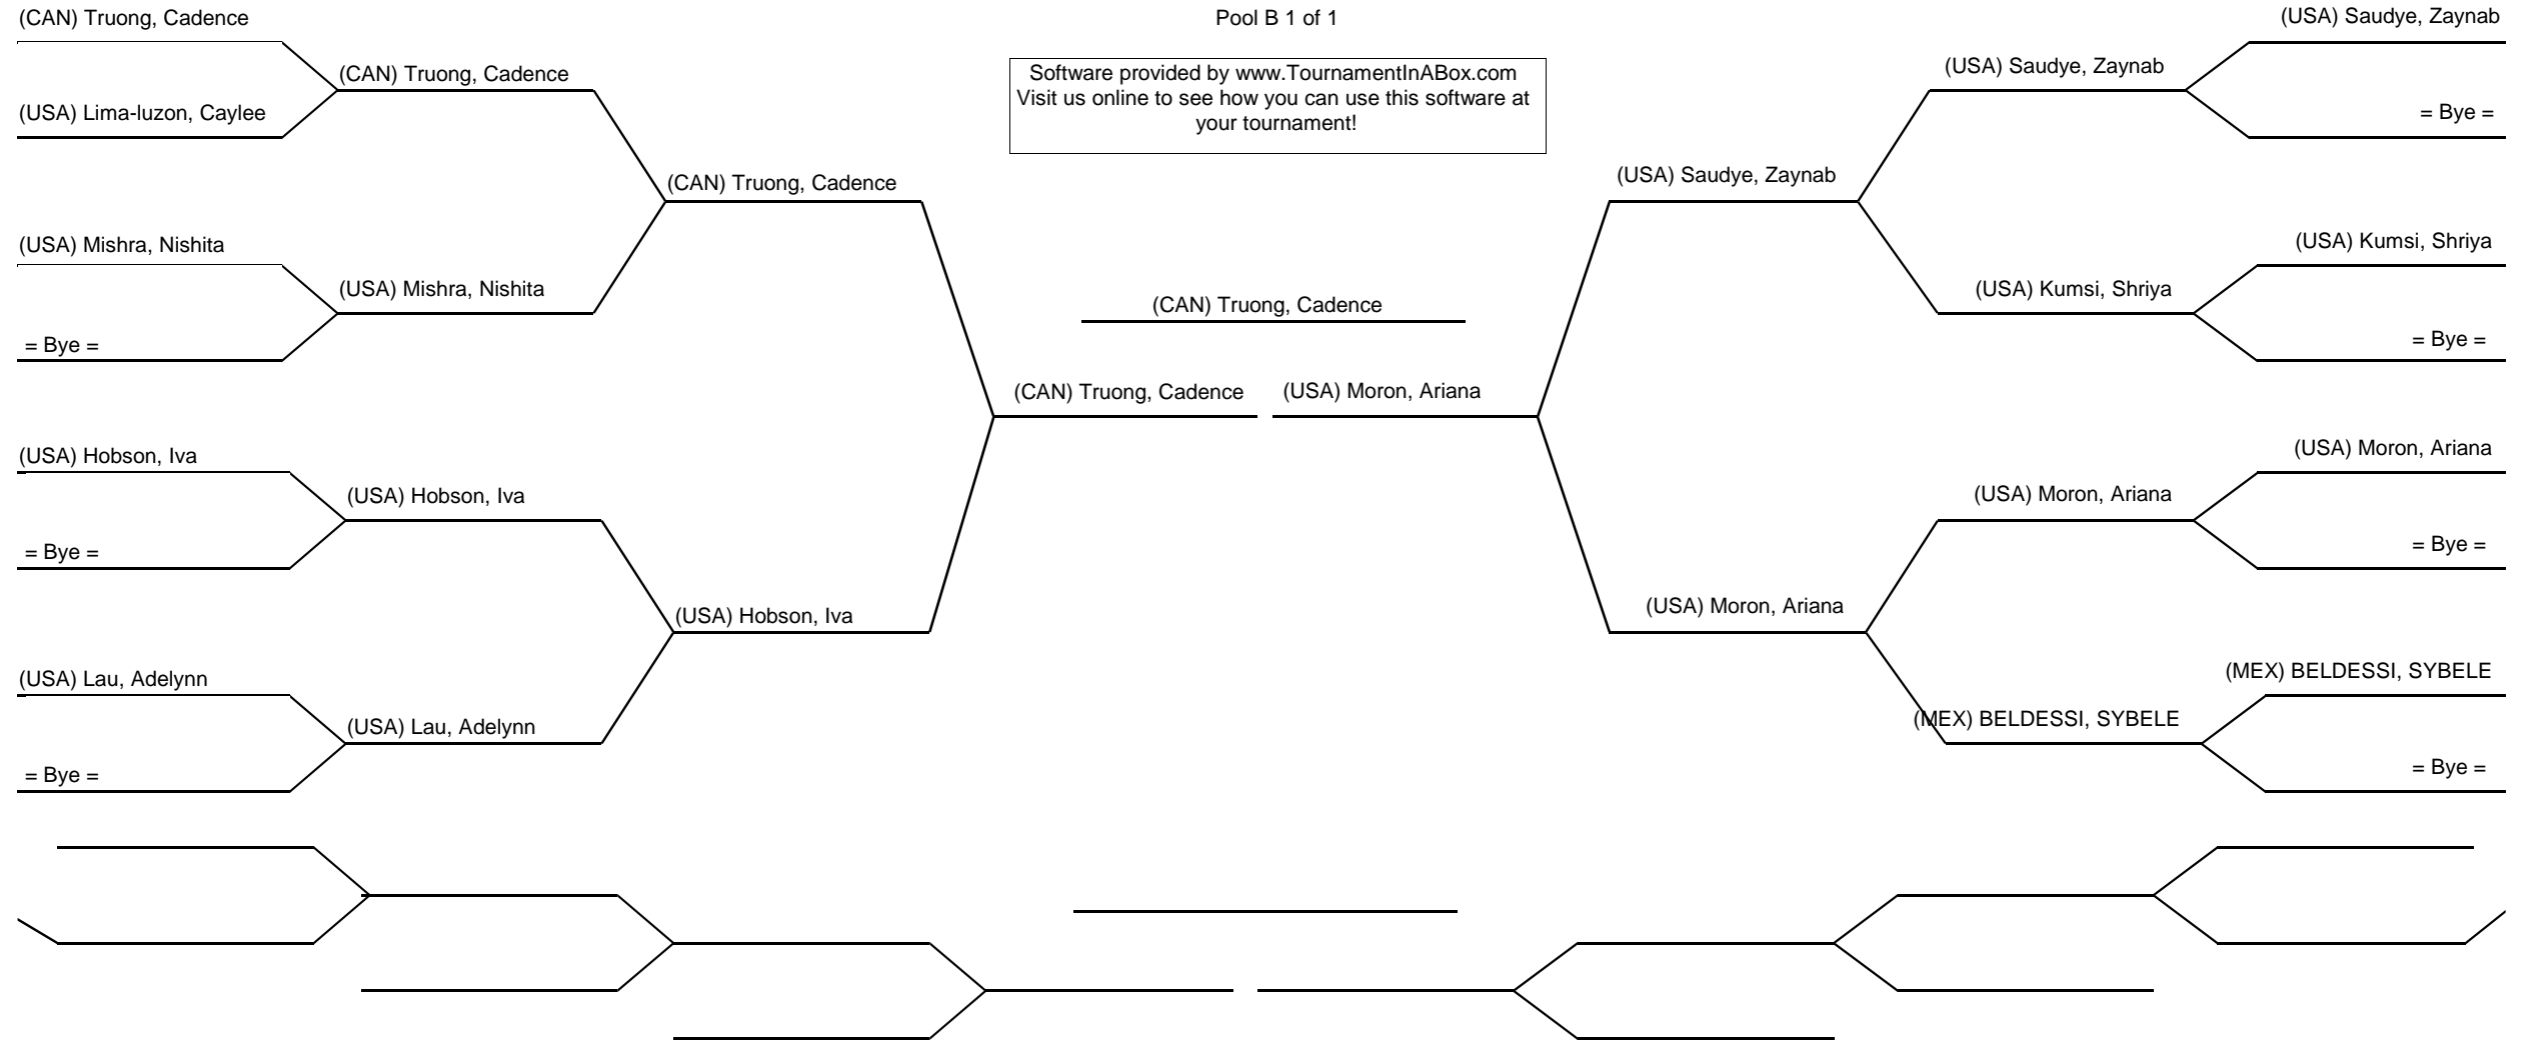 Pool B 1 of 1
Software provided by www.TournamentInABox.com
Visit us online to see how you can use this software at
your tournament!
(CAN) Truong, Cadence
(USA) Lima-luzon, Caylee
(USA) Mishra, Nishita
= Bye =
(USA) Hobson, Iva
= Bye =
(USA) Lau, Adelynn
= Bye =
(CAN) Truong, Cadence
(USA) Mishra, Nishita
(USA) Hobson, Iva
(USA) Lau, Adelynn
(CAN) Truong, Cadence
(USA) Hobson, Iva
(CAN) Truong, Cadence
(CAN) Truong, Cadence
(USA) Moron, Ariana
(USA) Saudye, Zaynab
(USA) Moron, Ariana
(USA) Saudye, Zaynab
(USA) Kumsi, Shriya
(USA) Moron, Ariana
(MEX) BELDESSI, SYBELE
(USA) Saudye, Zaynab
= Bye =
(USA) Kumsi, Shriya
= Bye =
(USA) Moron, Ariana
= Bye =
(MEX) BELDESSI, SYBELE
= Bye =